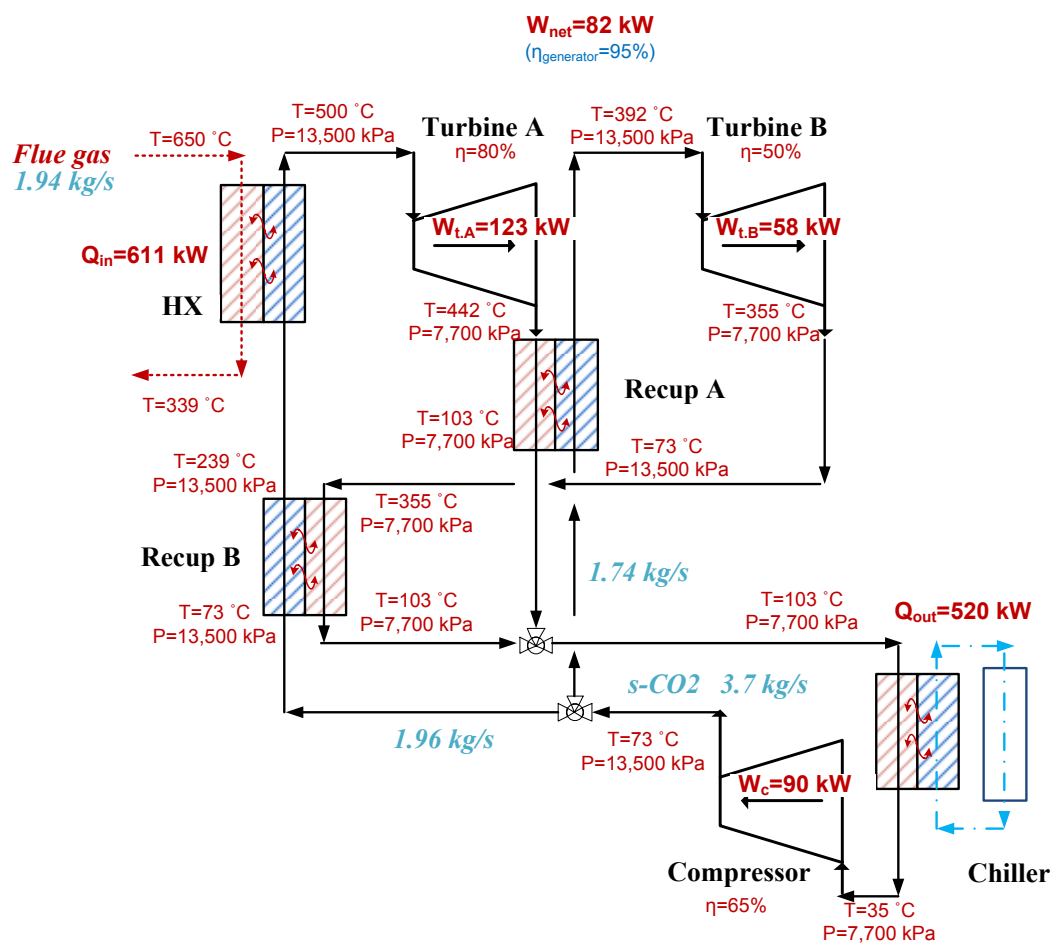 Wnet=82 kW
(ηgenerator=95%)
T=500 ˚C
P=13,500 kPa
Turbine A
η=80%
T=392 ˚C
P=13,500 kPa
Turbine B
η=50%
T=650 ˚C
Flue gas
1.94 kg/s
Qin=611 kW
HX
Wt.A=123 kW
Wt.B=58 kW
T=442 ˚C
P=7,700 kPa
T=355 ˚C
P=7,700 kPa
T=339 ˚C
Recup A
T=103 ˚C
P=7,700 kPa
T=73 ˚C
P=13,500 kPa
T=239 ˚C
P=13,500 kPa
T=355 ˚C
P=7,700 kPa
Recup B
1.74 kg/s
T=73 ˚C
P=13,500 kPa
T=103 ˚C
P=7,700 kPa
T=103 ˚C
P=7,700 kPa
Qout=520 kW
s-CO2 3.7 kg/s
1.96 kg/s
T=73 ˚C
P=13,500 kPa
Wc=90 kW
Compressor
η=65%
Chiller
T=35 ˚C
P=7,700 kPa